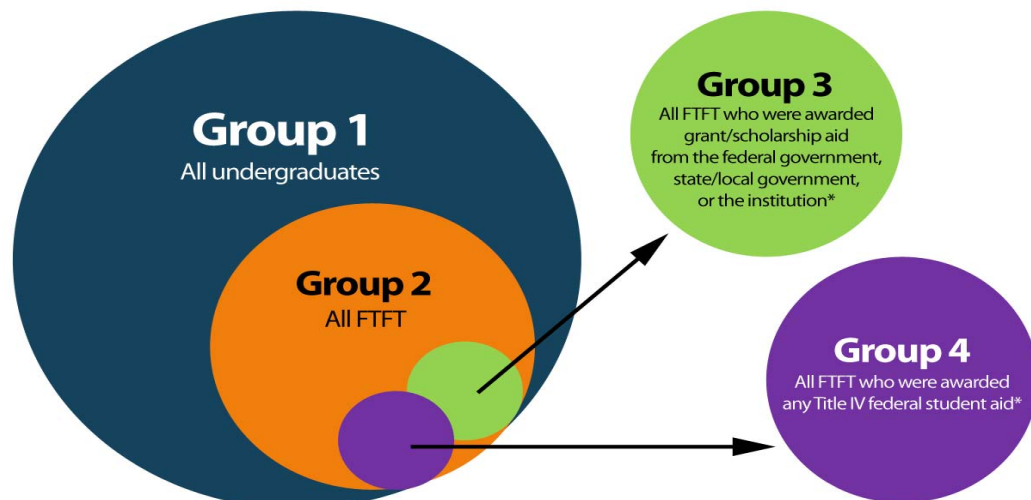 Group 1
All undergraduates
Group 2
All FTFT
Group 3
All FTFT who were awarded
grant/scholarship aid
from the federal government,
state/local government,
or the institution*
Group 4
All FTFT who were awarded
any Title IV federal student aid*